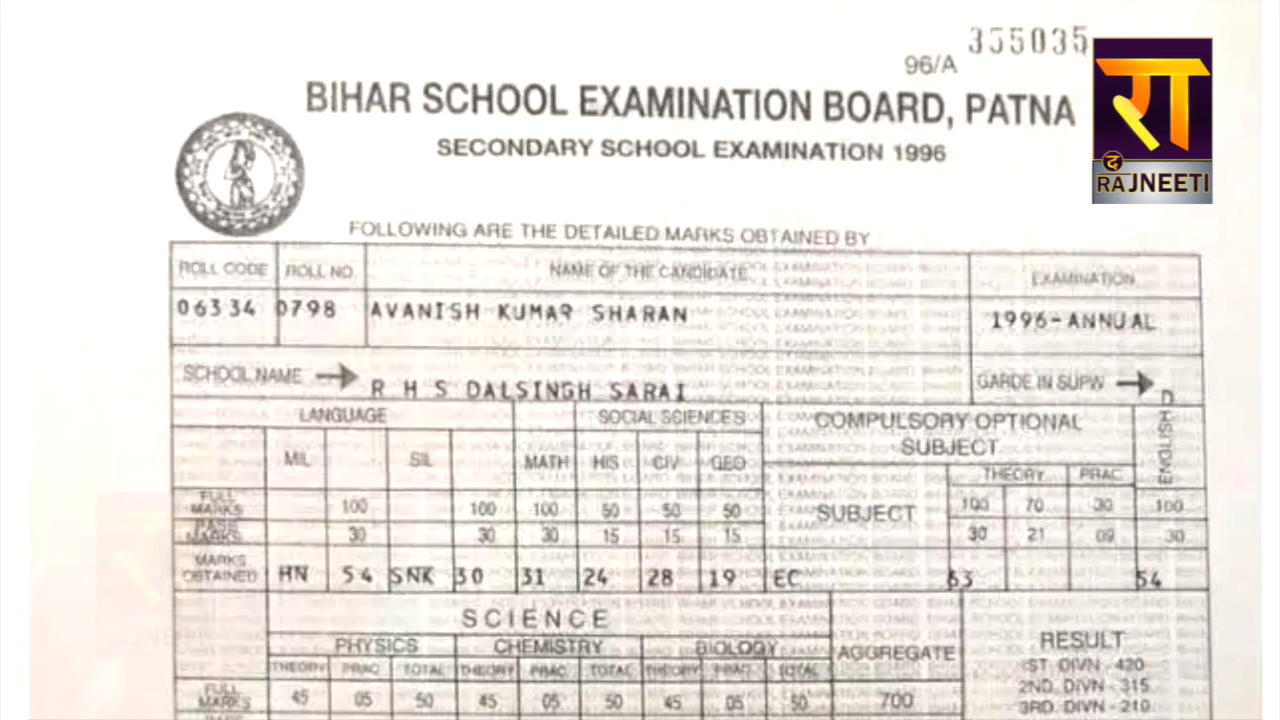 355035
96/A
BIHAR SCHOOL EXAMINATION BOARD, PATNA
SECONDARY SCHOOL EXAMINATION 1996
रा
द
RAJNEETI
FOLLOWING ARE THE DETAILED MARKS OBTAINED BY
ROLL CODE ROLL NO. NAME OF THE CANDIDATE EXAMINATION
06334 0798 AVANISH KUMAR SHARAN 1996-ANNUAL
SCHOOL NAME → R H S DALSINGH SARAI GARDE IN SUPW → D
LANGUAGE SOCIAL SCIENCES COMPULSORY OPTIONAL SUBJECT ENGLISH
MIL SIL MATH HIS CIV GEO THEORY PRAC
FULL MARKS 100 100 100 50 50 50 SUBJECT 100 70 30 100
PASS MARKS 30 30 30 15 15 15 30 21 09 30
MARKS OBTAINED HN 54 SNK 30 31 24 28 19 EC 63 54
SCIENCE
PHYSICS CHEMISTRY BIOLOGY AGGREGATE RESULT
THEORY PRAC TOTAL THEORY PRAC TOTAL THEORY PRAC TOTAL 1ST. DIVN - 420
2ND. DIVN - 315
FULL MARKS 45 05 50 45 05 50 45 05 50 700 3RD. DIVN - 210